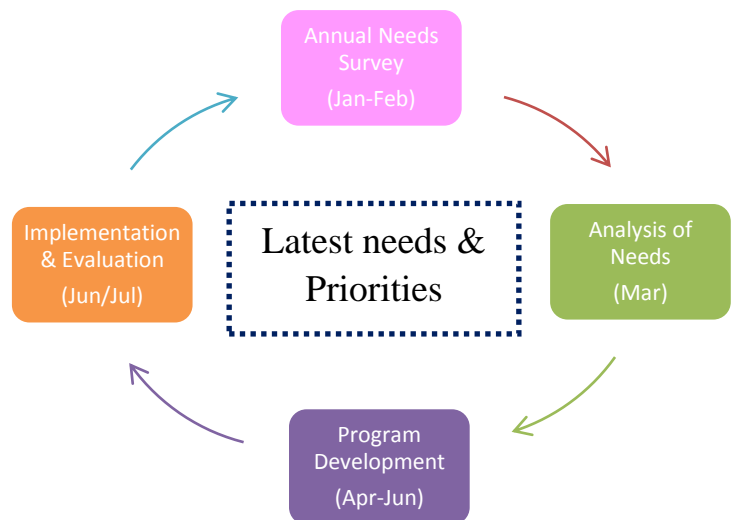 Annual Needs
Survey
(Jan-Feb)
Implementation
& Evaluation
(Jun/Jul)
Latest needs &
Priorities
Analysis of
Needs
(Mar)
Program
Development
(Apr-Jun)